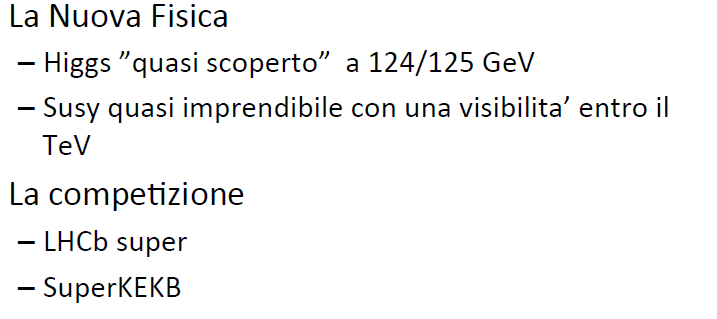 La Nuova Fisica
– Higgs ”quasi scoperto” a 124/125 GeV
– Susy quasi imprendibile con una visibilita’ entro il
TeV
La competizione
– LHCb super
– SuperKEKB